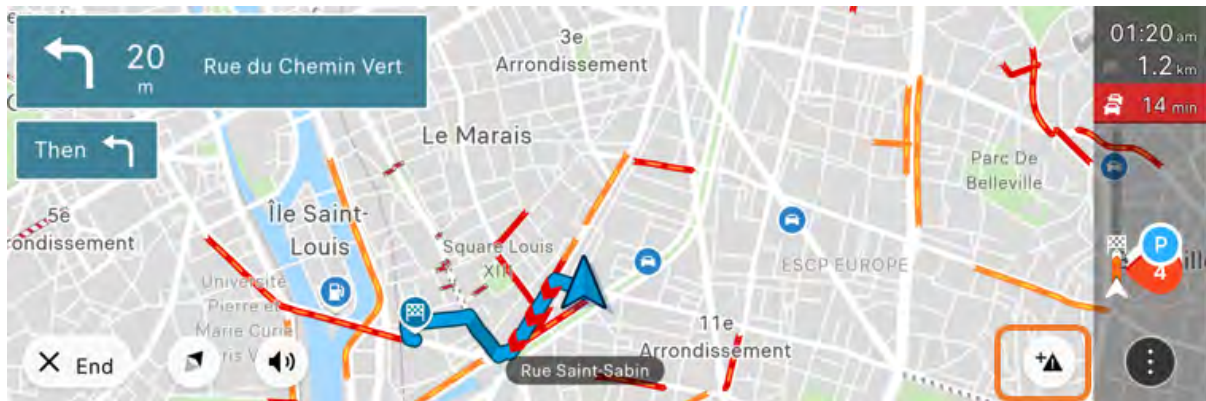 20
m
Rue du Chemin Vert
Then
3e
Arrondissement
Le Marais
01:20 am
1.2 km
14 min
Parc De
Belleville
5ê
rondissement
Île Saint-
Louis
Square Louis
XIII
ESCP EUROPE
P
4
ille
Université
Pierre et
Marie Curie
11e
Arrondissement
Rue Saint-Sabin
End